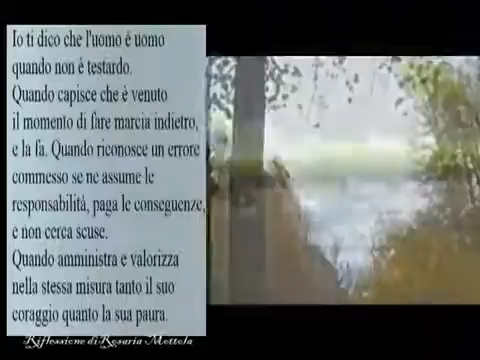 Io ti dico che l'uomo è uomo
quando non è testardo.
Quando capisce che è venuto
il momento di fare marcia indietro,
e la fa. Quando riconosce un errore
commesso se ne assume le
responsabilità, paga le conseguenze,
e non cerca scuse.
Quando amministra e valorizza
nella stessa misura tanto il suo
coraggio quanto la sua paura.
Riflessione di Rosaria Mottola